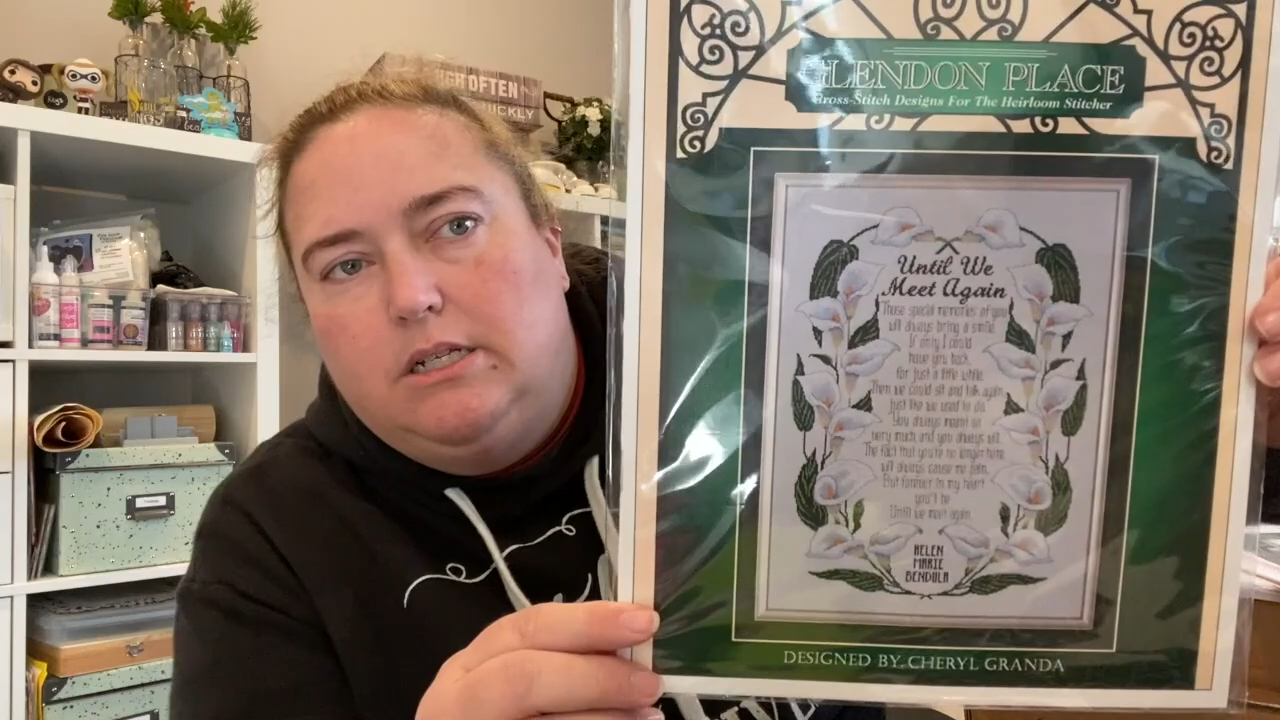 GH OFTEN
UCKLY
GLENDON PLACE
Cross-Stitch Designs For The Heirloom Stitcher
Until We
Meet Again
Those special memories of you
will always bring a smile
If only I could
have you back
for just a little while
Then we could sit and talk again
just like we used to do
You always meant so
very much and you always will
The fact that you're no longer here
will always cause me pain
But forever in my heart
you'll be
Until we meet again
HELEN
MARIE
BENDULA
DESIGNED BY: CHERYL GRANDA